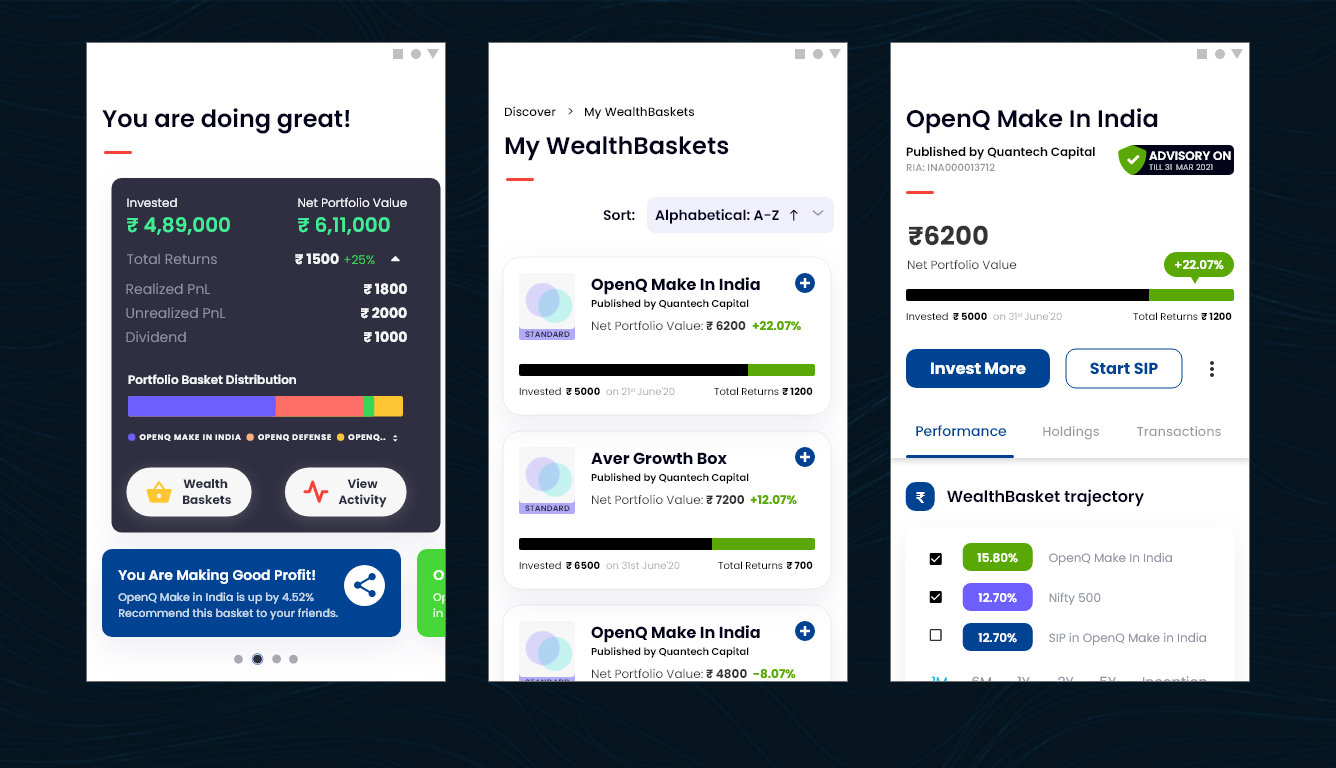 You are doing great!
Invested
Net Portfolio Value
₹ 4,89,000
₹ 6,11,000
Total Returns
₹ 1500 +25%
Realized PnL
₹ 1800
Unrealized PnL
₹ 2000
Dividend
₹ 1000
Portfolio Basket Distribution
OPENQ MAKE IN INDIA
OPENQ DEFENSE
OPENQ..
Wealth
Baskets
View
Activity
You Are Making Good Profit!
OpenQ Make in India is up by 4.52%
Recommend this basket to your friends.
O
Op
in
Discover > My WealthBaskets
My WealthBaskets
Sort:
Alphabetical: A-Z ↑
OpenQ Make In India
Published by Quantech Capital
Net Portfolio Value: ₹ 6200 +22.07%
STANDARD
Invested ₹ 5000 on 21st June'20
Total Returns ₹ 1200
Aver Growth Box
Published by Quantech Capital
Net Portfolio Value: ₹ 7200 +12.07%
STANDARD
Invested ₹ 6500 on 31st June'20
Total Returns ₹ 700
OpenQ Make In India
Published by Quantech Capital
Net Portfolio Value: ₹ 4800 -8.07%
STANDARD
OpenQ Make In India
Published by Quantech Capital
RIA: INA000013712
ADVISORY ON
TILL 31 MAR 2021
₹6200
Net Portfolio Value
+22.07%
Invested ₹ 5000 on 31st June'20
Total Returns ₹ 1200
Invest More
Start SIP
Performance
Holdings
Transactions
₹
WealthBasket trajectory
15.80%
OpenQ Make In India
12.70%
Nifty 500
12.70%
SIP in OpenQ Make in India
1M 6M 1Y 2Y 5Y Inception